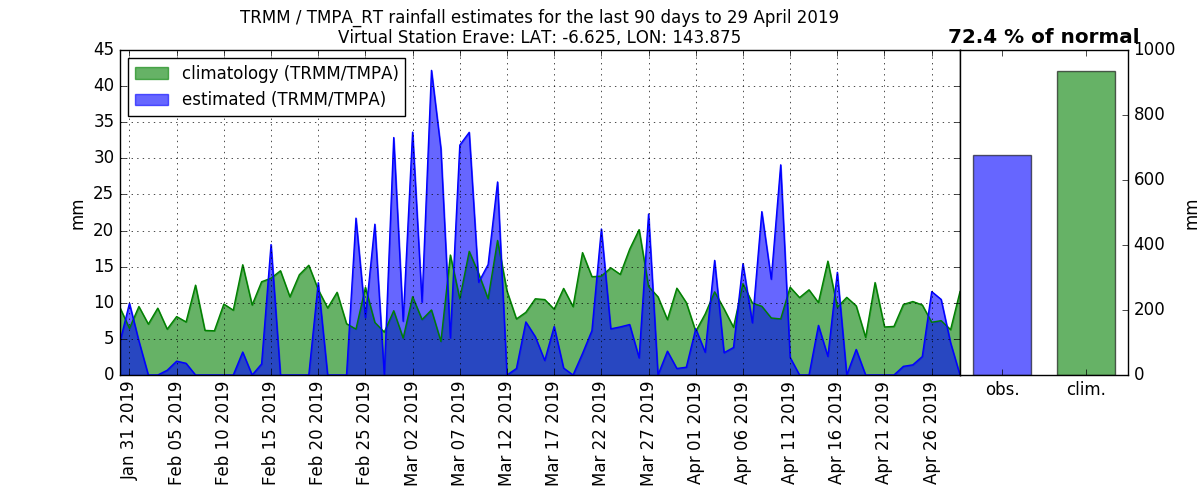 TRMM / TMPA_RT rainfall estimates for the last 90 days to 29 April 2019
Virtual Station Erave: LAT: -6.625, LON: 143.875
72.4 % of normal
climatology (TRMM/TMPA)
estimated (TRMM/TMPA)
mm
45
40
35
30
25
20
15
10
5
0
Jan 31 2019
Feb 05 2019
Feb 10 2019
Feb 15 2019
Feb 20 2019
Feb 25 2019
Mar 02 2019
Mar 07 2019
Mar 12 2019
Mar 17 2019
Mar 22 2019
Mar 27 2019
Apr 01 2019
Apr 06 2019
Apr 11 2019
Apr 16 2019
Apr 21 2019
Apr 26 2019
obs.
clim.
1000
800
600
400
200
0
mm